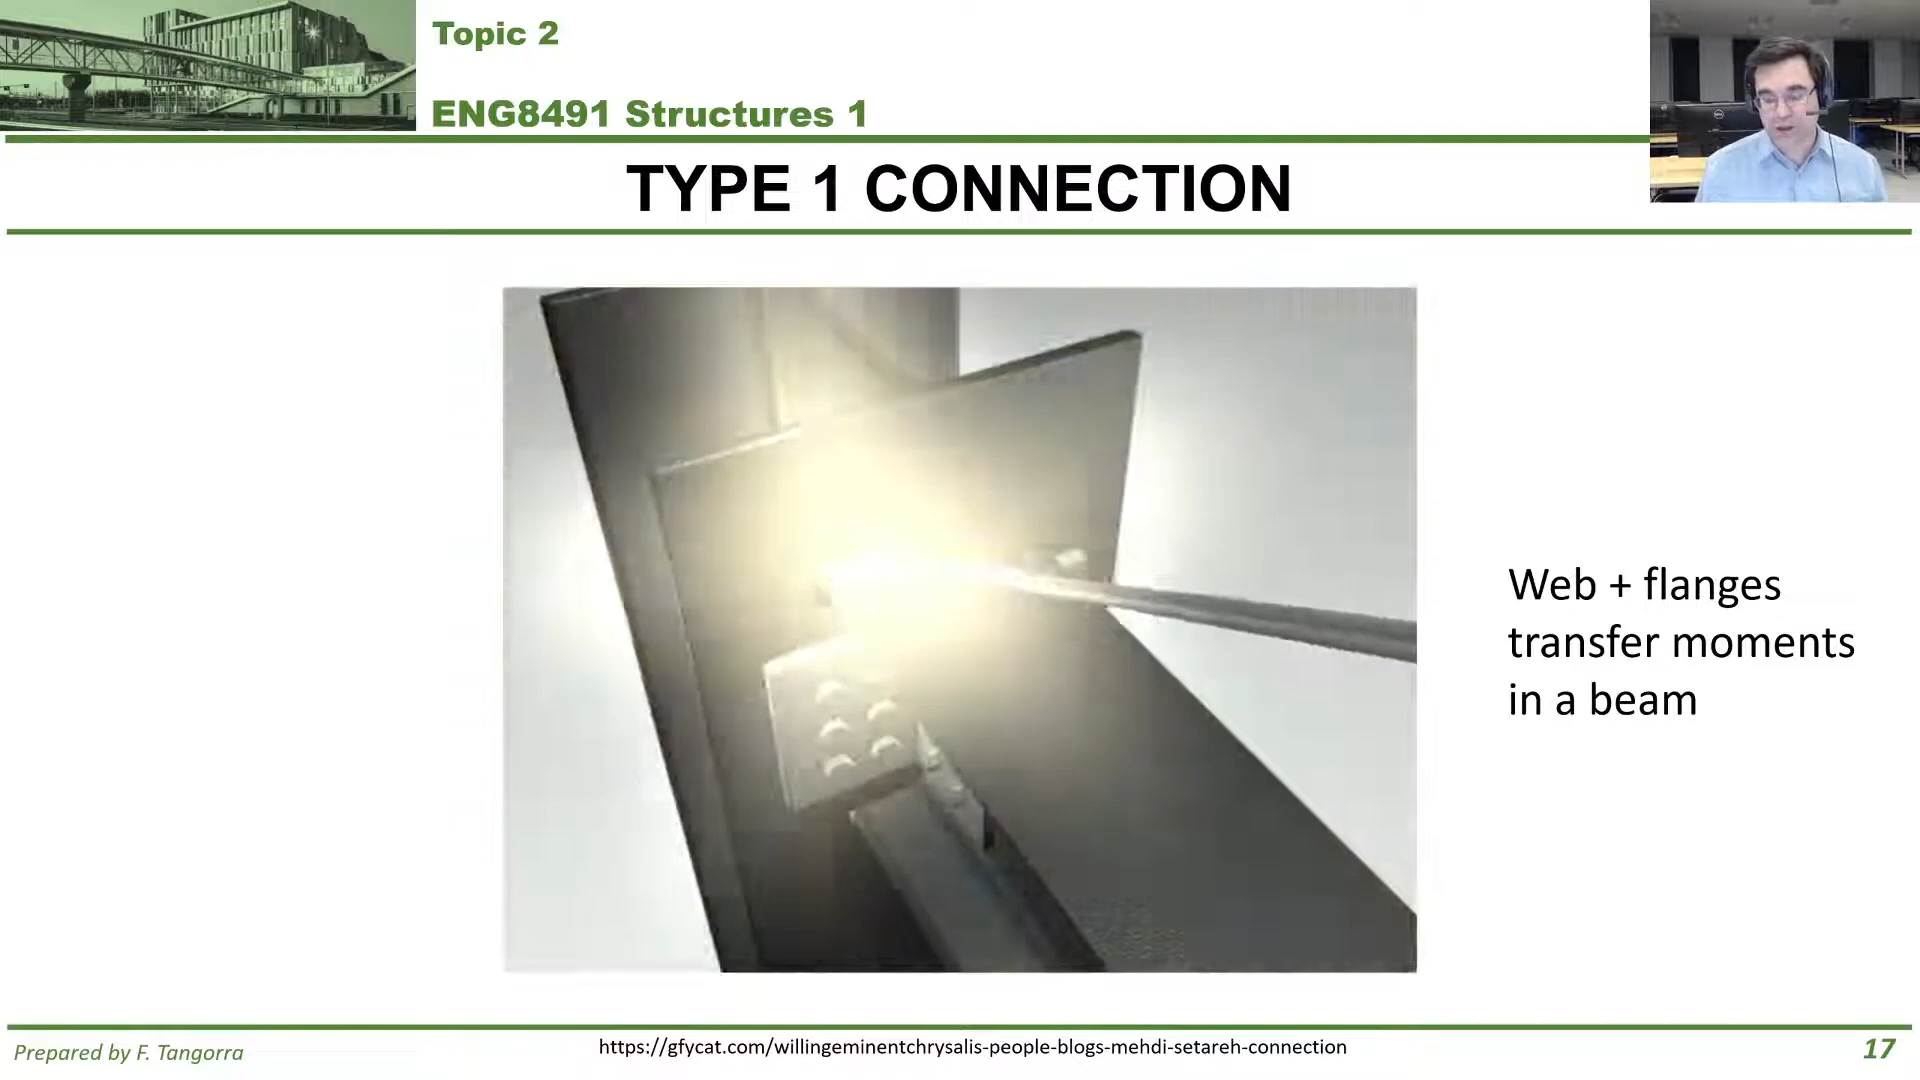 Topic 2
ENG8491 Structures 1
TYPE 1 CONNECTION
Web + flanges
transfer moments
in a beam
Prepared by F. Tangorra
https://gfycat.com/willingeminentchrysalis-people-blogs-mehdi-setareh-connection
17